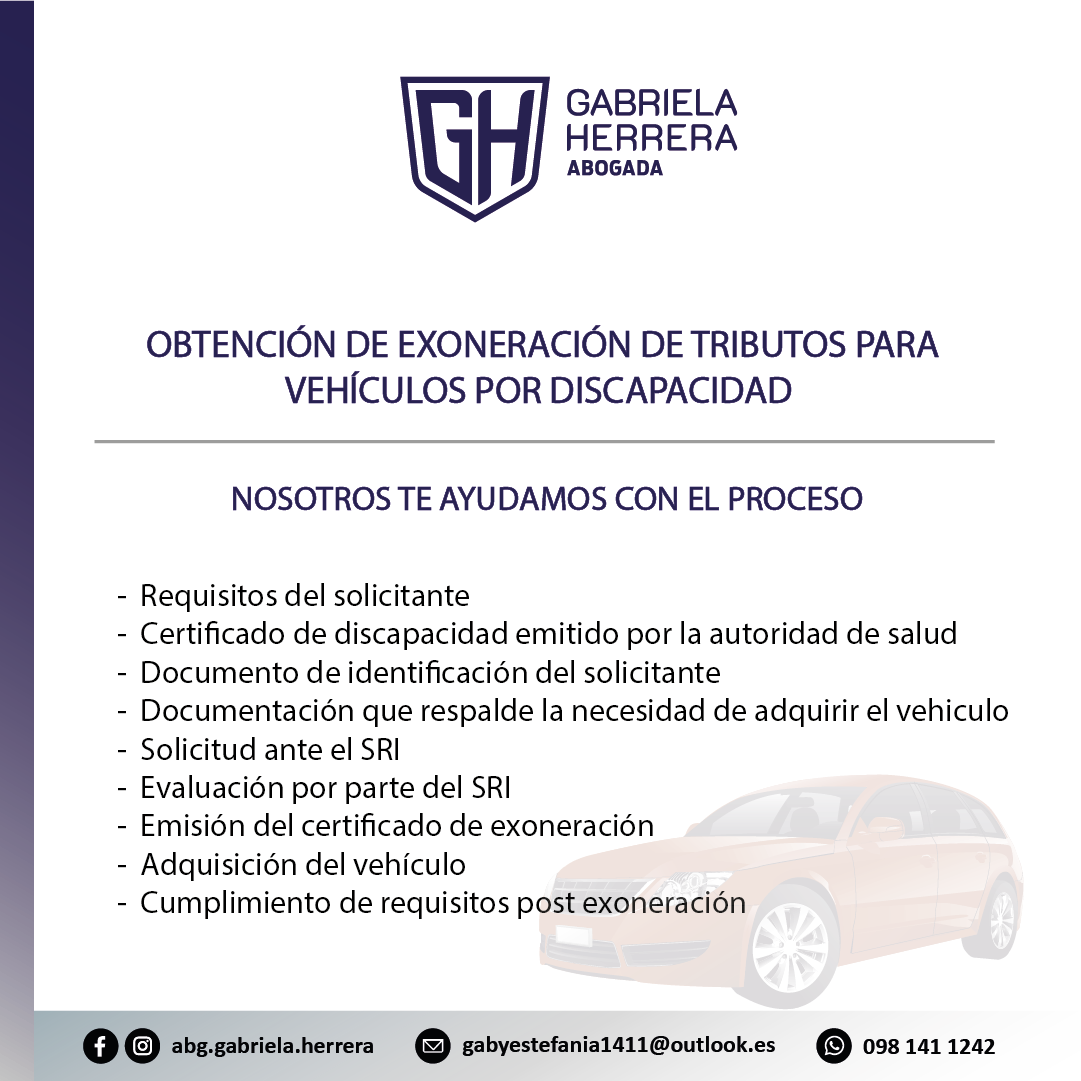 GH
GABRIELA
HERRERA
ABOGADA
OBTENCIÓN DE EXONERACIÓN DE TRIBUTOS PARA
VEHÍCULOS POR DISCAPACIDAD
NOSOTROS TE AYUDAMOS CON EL PROCESO
- Requisitos del solicitante
- Certificado de discapacidad emitido por la autoridad de salud
- Documento de identificación del solicitante
- Documentación que respalde la necesidad de adquirir el vehiculo
- Solicitud ante el SRI
- Evaluación por parte del SRI
- Emisión del certificado de exoneración
- Adquisición del vehículo
- Cumplimiento de requisitos post exoneración
abg.gabriela.herrera gabyestefania1411@outlook.es 098 141 1242